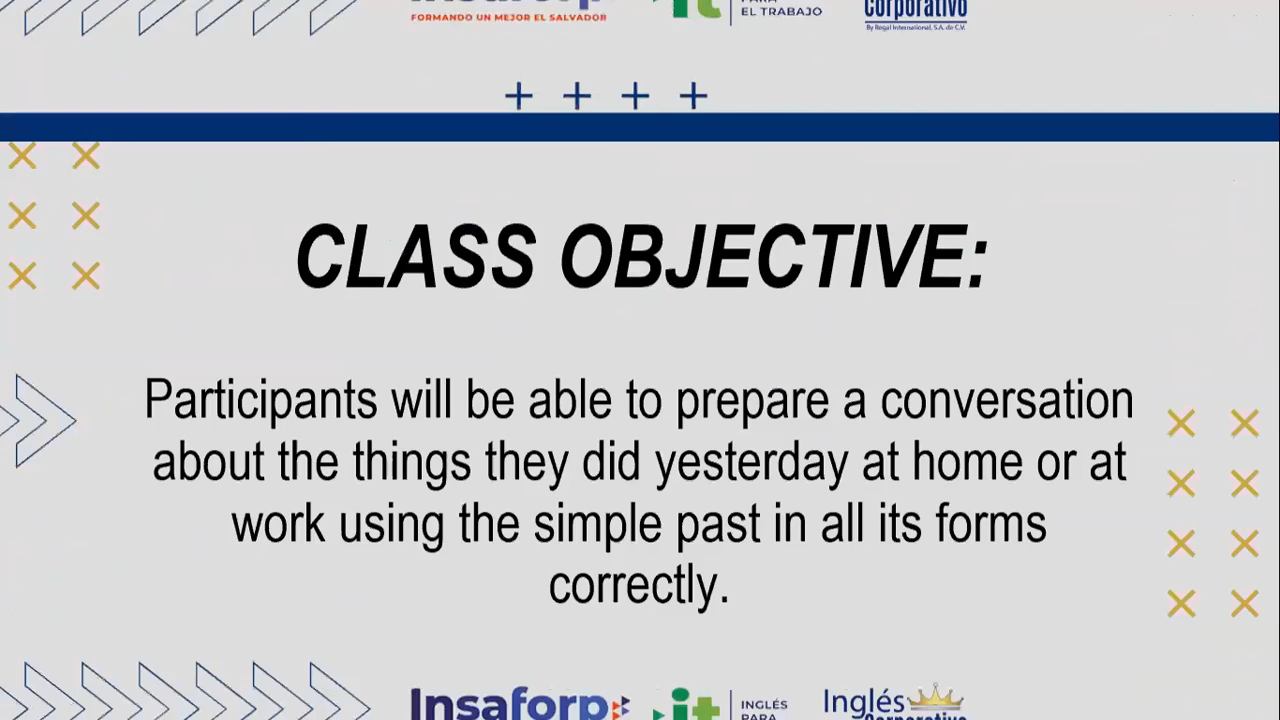 Insaforp
FORMANDO UN MEJOR EL SALVADOR
it
PARA
EL TRABAJO
Corporativo
By Regal International, S.A. de C.V.
CLASS OBJECTIVE:
Participants will be able to prepare a conversation
about the things they did yesterday at home or at
work using the simple past in all its forms
correctly.
Insaforp
it
INGLÉS
PARA
Inglés
Corporativo